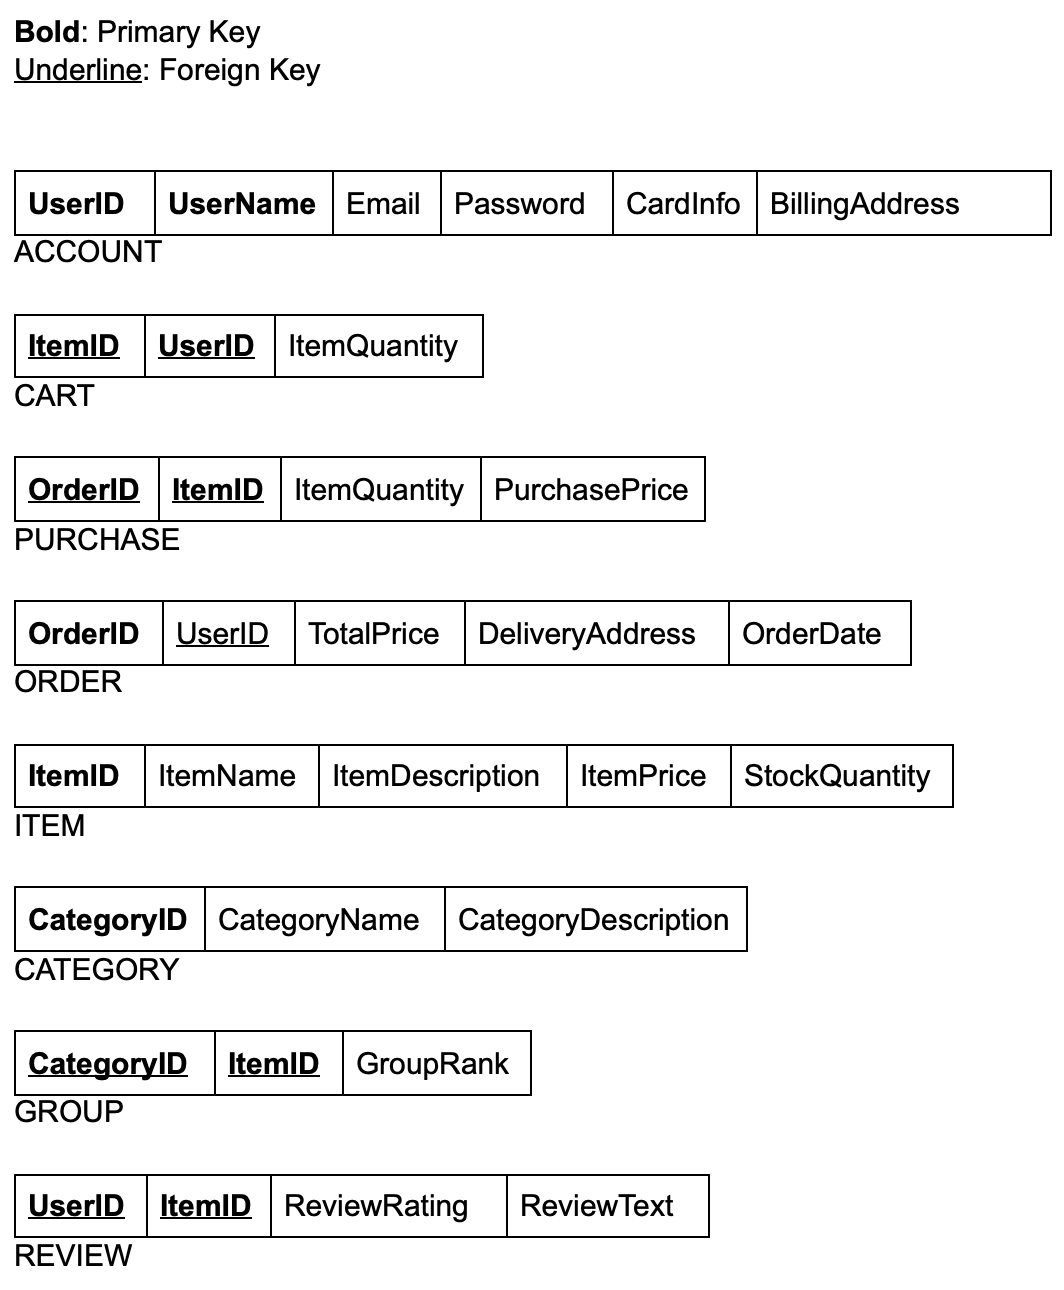 Bold: Primary Key
Underline: Foreign Key
UserID UserName Email Password CardInfo BillingAddress
ACCOUNT
ItemID UserID ItemQuantity
CART
OrderID ItemID ItemQuantity PurchasePrice
PURCHASE
OrderID UserID TotalPrice DeliveryAddress OrderDate
ORDER
ItemID ItemName ItemDescription ItemPrice StockQuantity
ITEM
CategoryID CategoryName CategoryDescription
CATEGORY
CategoryID ItemID GroupRank
GROUP
UserID ItemID ReviewRating ReviewText
REVIEW